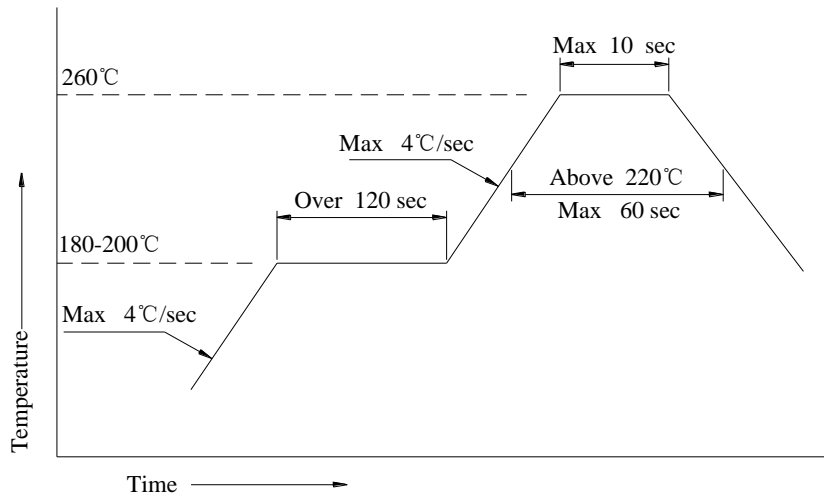 Max 10 sec
260℃
Max 4℃/sec
Above 220℃
Max 60 sec
Over 120 sec
180-200℃
Max 4℃/sec
Temperature
Time